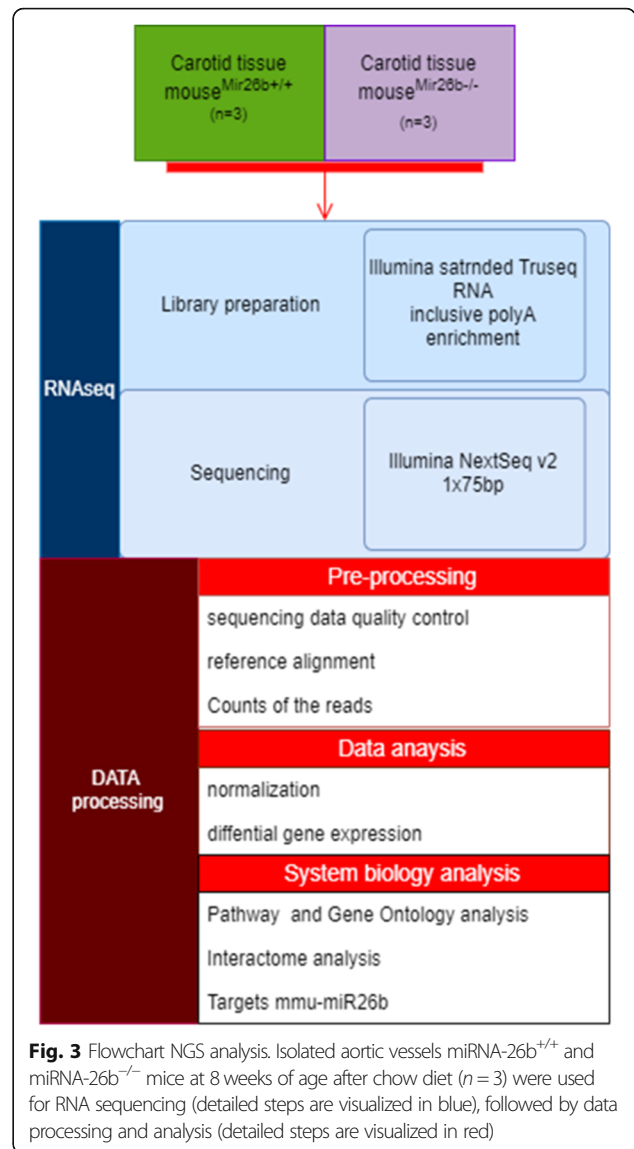 Carotid tissue
mouseMir26b+/+
(n=3)
Carotid tissue
mouseMir26b-/-
(n=3)
RNAseq
Library preparation
Illumina satrnded Truseq
RNA
inclusive polyA
enrichment
Sequencing
Illumina NextSeq v2
1x75bp
DATA
processing
Pre-processing
sequencing data quality control
reference alignment
Counts of the reads
Data anaysis
normalization
diffential gene expression
System biology analysis
Pathway and Gene Ontology analysis
Interactome analysis
Targets mmu-miR26b
Fig. 3 Flowchart NGS analysis. Isolated aortic vessels miRNA-26b+/+ and
miRNA-26b−/− mice at 8 weeks of age after chow diet (n = 3) were used
for RNA sequencing (detailed steps are visualized in blue), followed by data
processing and analysis (detailed steps are visualized in red)